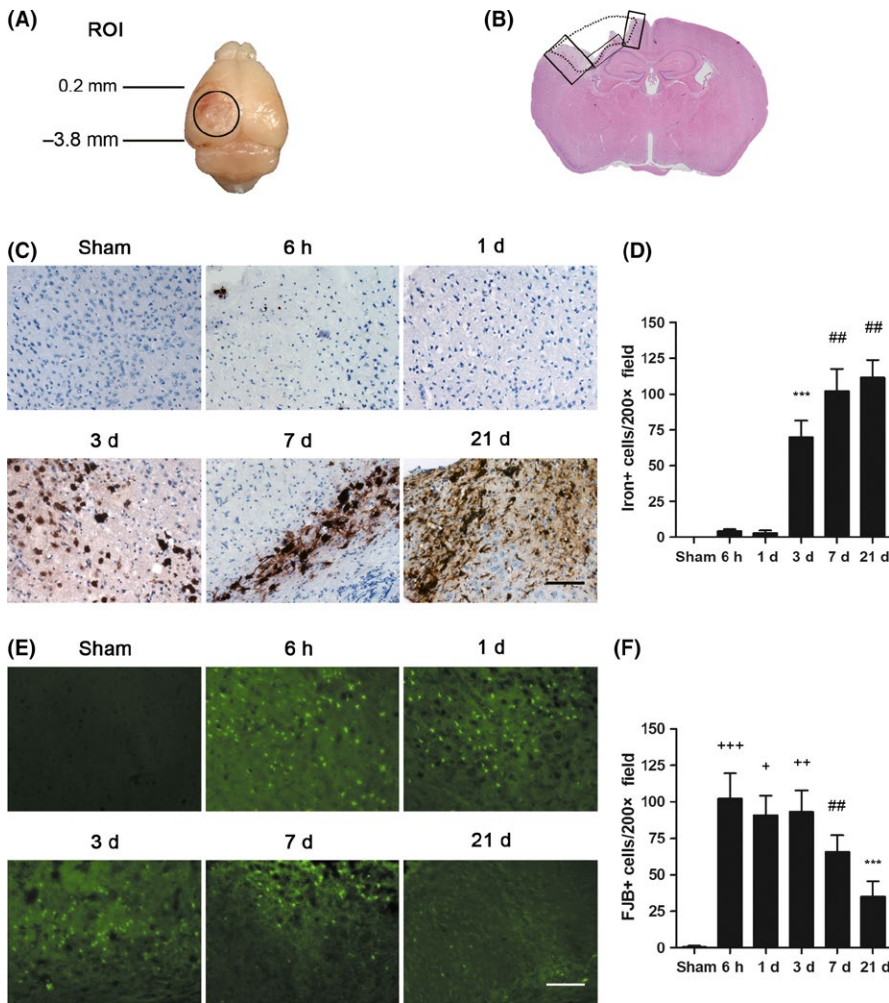 (A)
ROI
0.2 mm
–3.8 mm
(B)
(C)
Sham
6 h
1 d
3 d
7 d
21 d
(D)
Iron+ cells/200× field
150
125
100
75
50
25
0
***
##
##
Sham 6 h 1 d 3 d 7 d 21 d
(E)
Sham
6 h
1 d
3 d
7 d
21 d
(F)
FJB+ cells/200× field
150
125
100
75
50
25
0
+++
+
++
##
***
Sham 6 h 1 d 3 d 7 d 21 d